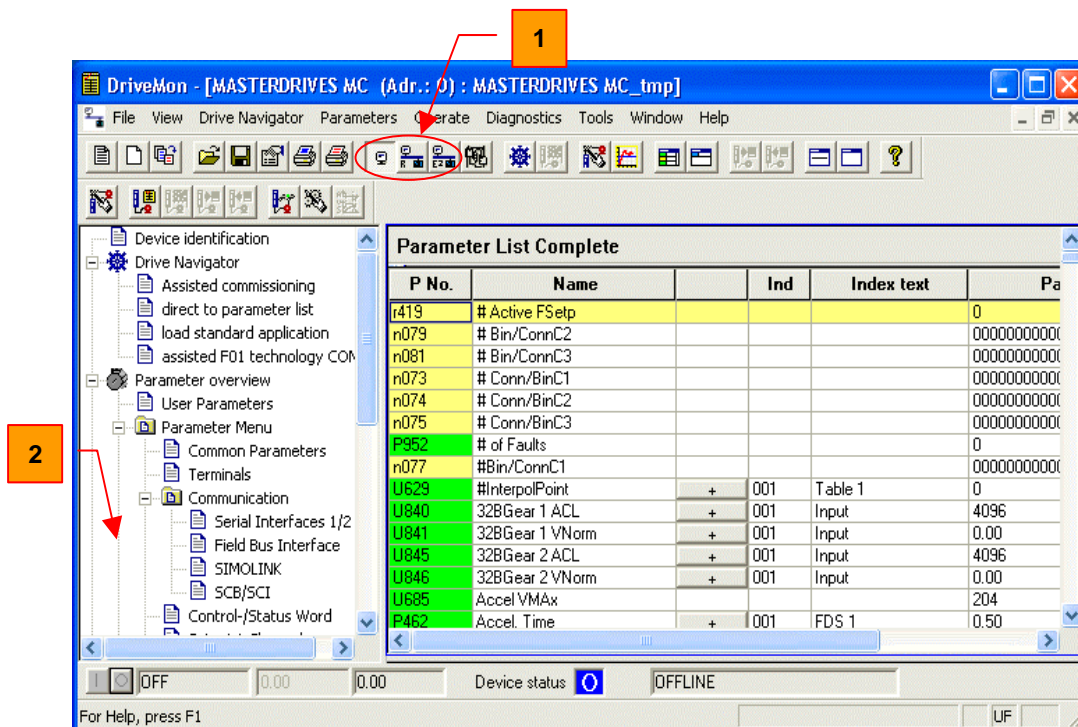 1
DriveMon - [MASTERDRIVES MC (Adr.: 0) : MASTERDRIVES MC_tmp]
File View Drive Navigator Parameters Operate Diagnostics Tools Window Help
Device identification
Drive Navigator
Assisted commissioning
direct to parameter list
load standard application
assisted F01 technology COM
Parameter overview
User Parameters
Parameter Menu
Common Parameters
Terminals
Communication
Serial Interfaces 1/2
Field Bus Interface
SIMOLINK
SCB/SCI
Control-/Status Word
2
Parameter List Complete
P No. Name Ind Index text Pa
r419 # Active FSetp 0
n079 # Bin/ConnC2 00000000000
n081 # Bin/ConnC3 00000000000
n073 # Conn/BinC1 00000000000
n074 # Conn/BinC2 00000000000
n075 # Conn/BinC3 00000000000
P952 # of Faults 0
n077 #Bin/ConnC1 00000000000
U629 #InterpolPoint + 001 Table 1 0
U840 32BGear 1 ACL + 001 Input 4096
U841 32BGear 1 VNorm + 001 Input 0.00
U845 32BGear 2 ACL + 001 Input 4096
U846 32BGear 2 VNorm + 001 Input 0.00
U685 Accel VMAx 204
P462 Accel. Time + 001 FDS 1 0.50
OFF 0.00 0.00 Device status OFFLINE
For Help, press F1 UF